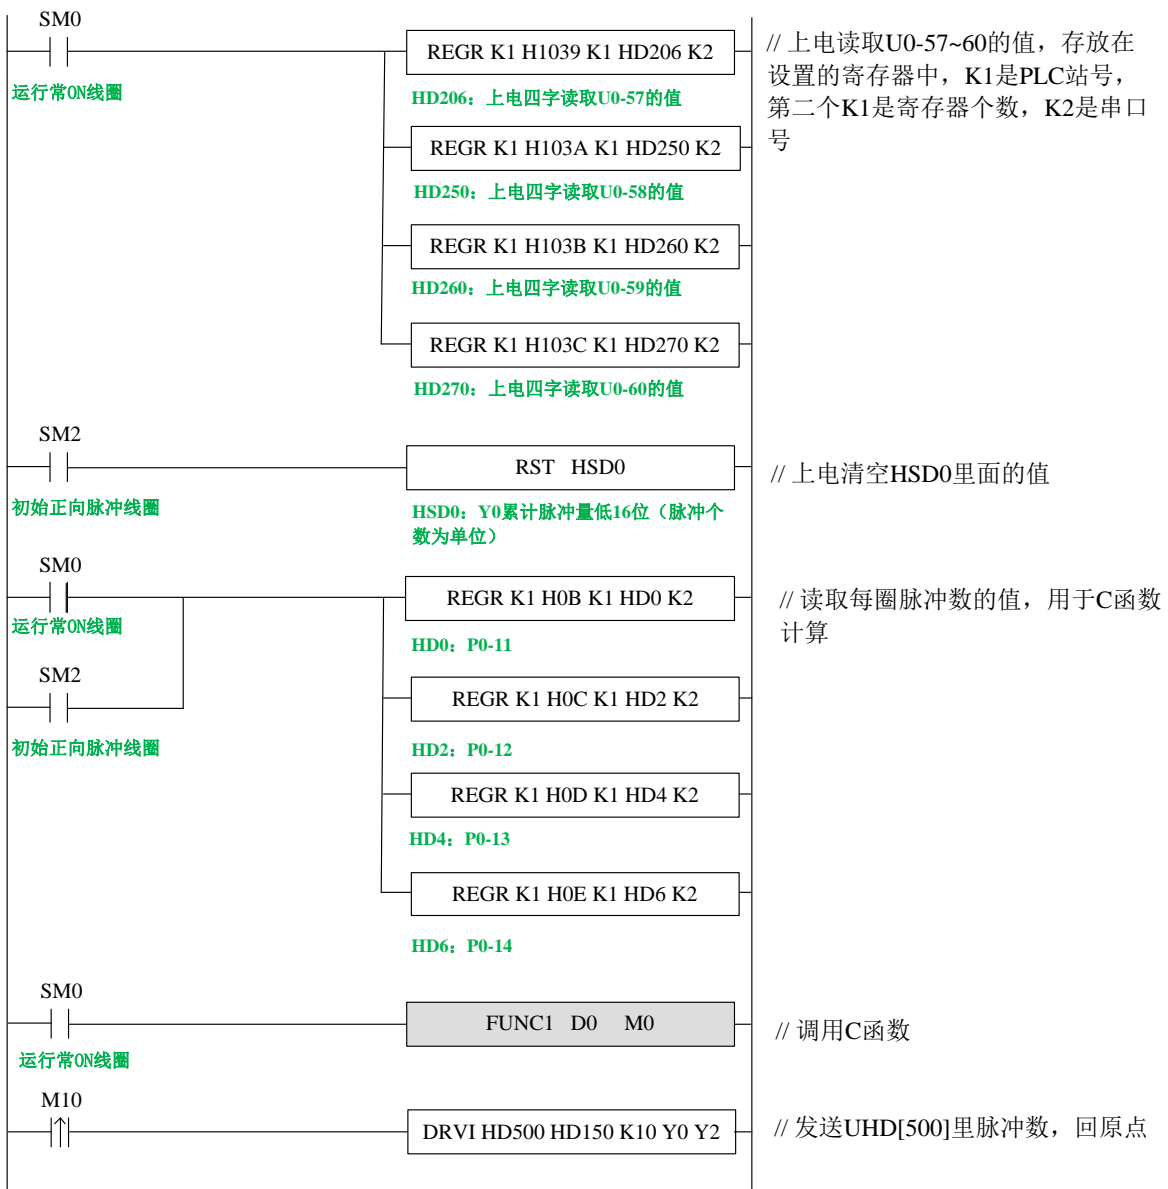 SM0
REGR K1 H1039 K1 HD206 K2
运行常ON线圈
HD206：上电四字读取U0-57的值
// 上电读取U0-57~60的值，存放在
设置的寄存器中，K1是PLC站号，
第二个K1是寄存器个数，K2是串口
号
REGR K1 H103A K1 HD250 K2
HD250：上电四字读取U0-58的值
REGR K1 H103B K1 HD260 K2
HD260：上电四字读取U0-59的值
REGR K1 H103C K1 HD270 K2
HD270：上电四字读取U0-60的值
SM2
RST HSD0
// 上电清空HSD0里面的值
初始正向脉冲线圈
HSD0：Y0累计脉冲量低16位（脉冲个
数为单位）
SM0
REGR K1 H0B K1 HD0 K2
// 读取每圈脉冲数的值，用于C函数
计算
运行常ON线圈
HD0：P0-11
SM2
REGR K1 H0C K1 HD2 K2
初始正向脉冲线圈
HD2：P0-12
REGR K1 H0D K1 HD4 K2
HD4：P0-13
REGR K1 H0E K1 HD6 K2
HD6：P0-14
SM0
FUNC1 D0 M0
// 调用C函数
运行常ON线圈
M10
DRVI HD500 HD150 K10 Y0 Y2
// 发送UHD[500]里脉冲数，回原点